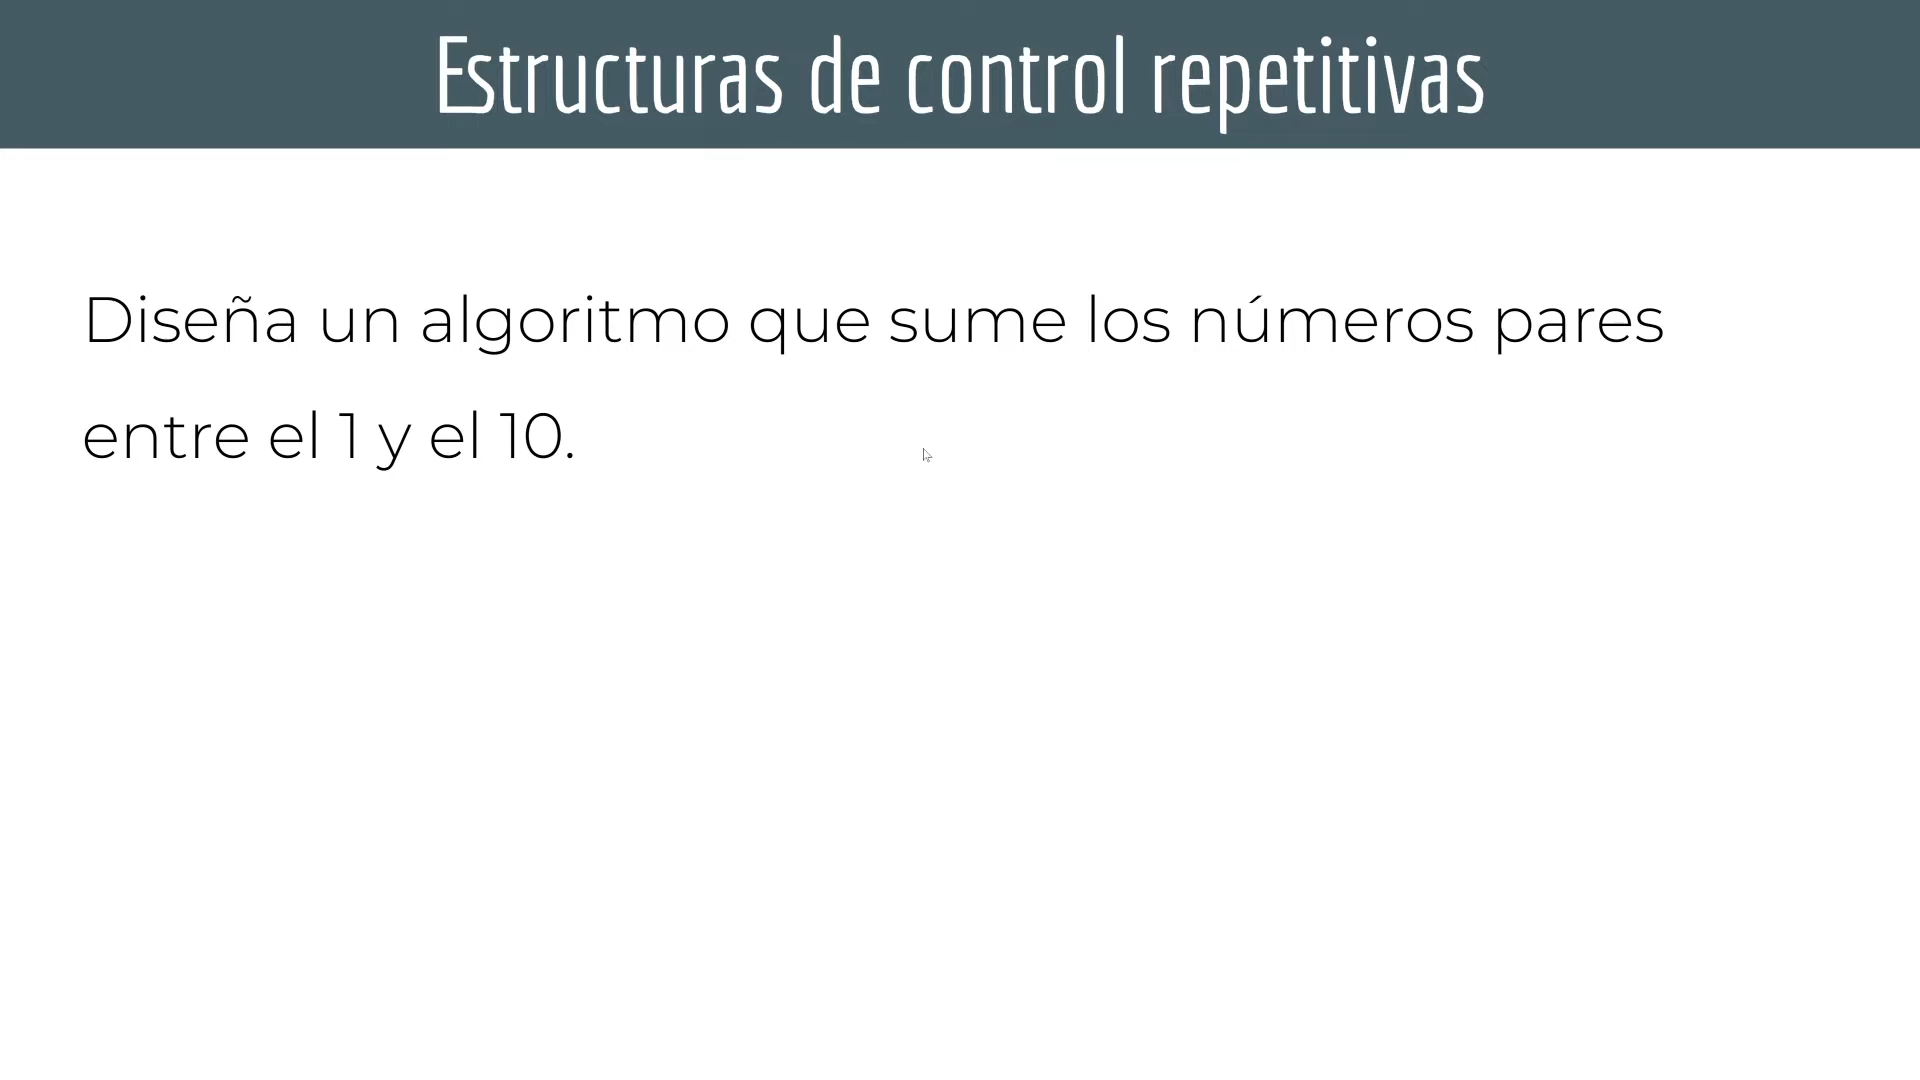 Estructuras de control repetitivas
Diseña un algoritmo que sume los números pares
entre el 1 y el 10.